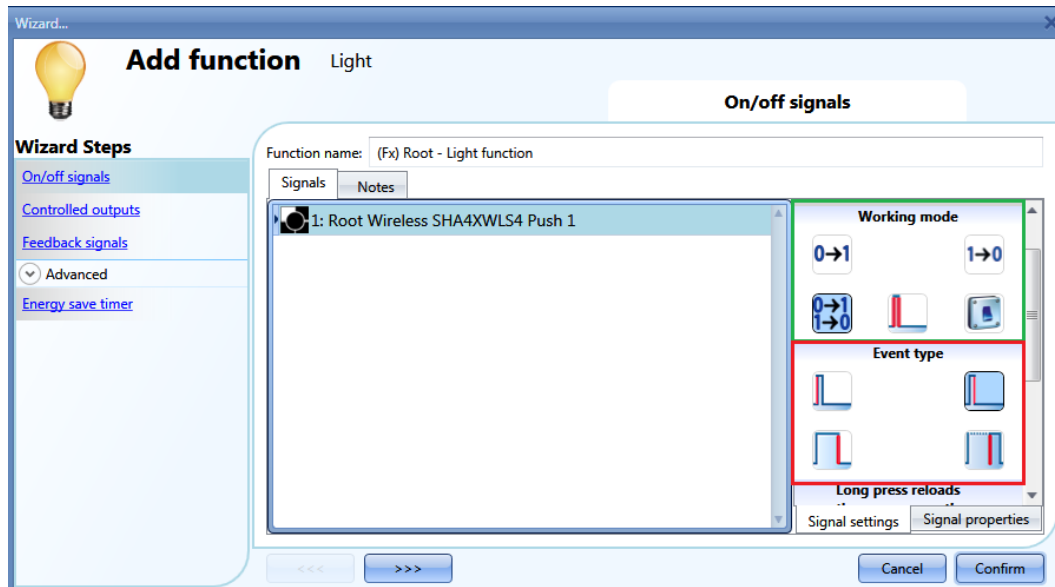 Wizard...
Add function Light
On/off signals
Wizard Steps
On/off signals
Controlled outputs
Feedback signals
Advanced
Energy save timer
Function name: (Fx) Root - Light function
Signals Notes
1: Root Wireless SHA4XWLS4 Push 1
Working mode
0→1 1→0
0→1
1→0
Event type
Long press reloads
Signal settings Signal properties
<<< >>> Cancel Confirm